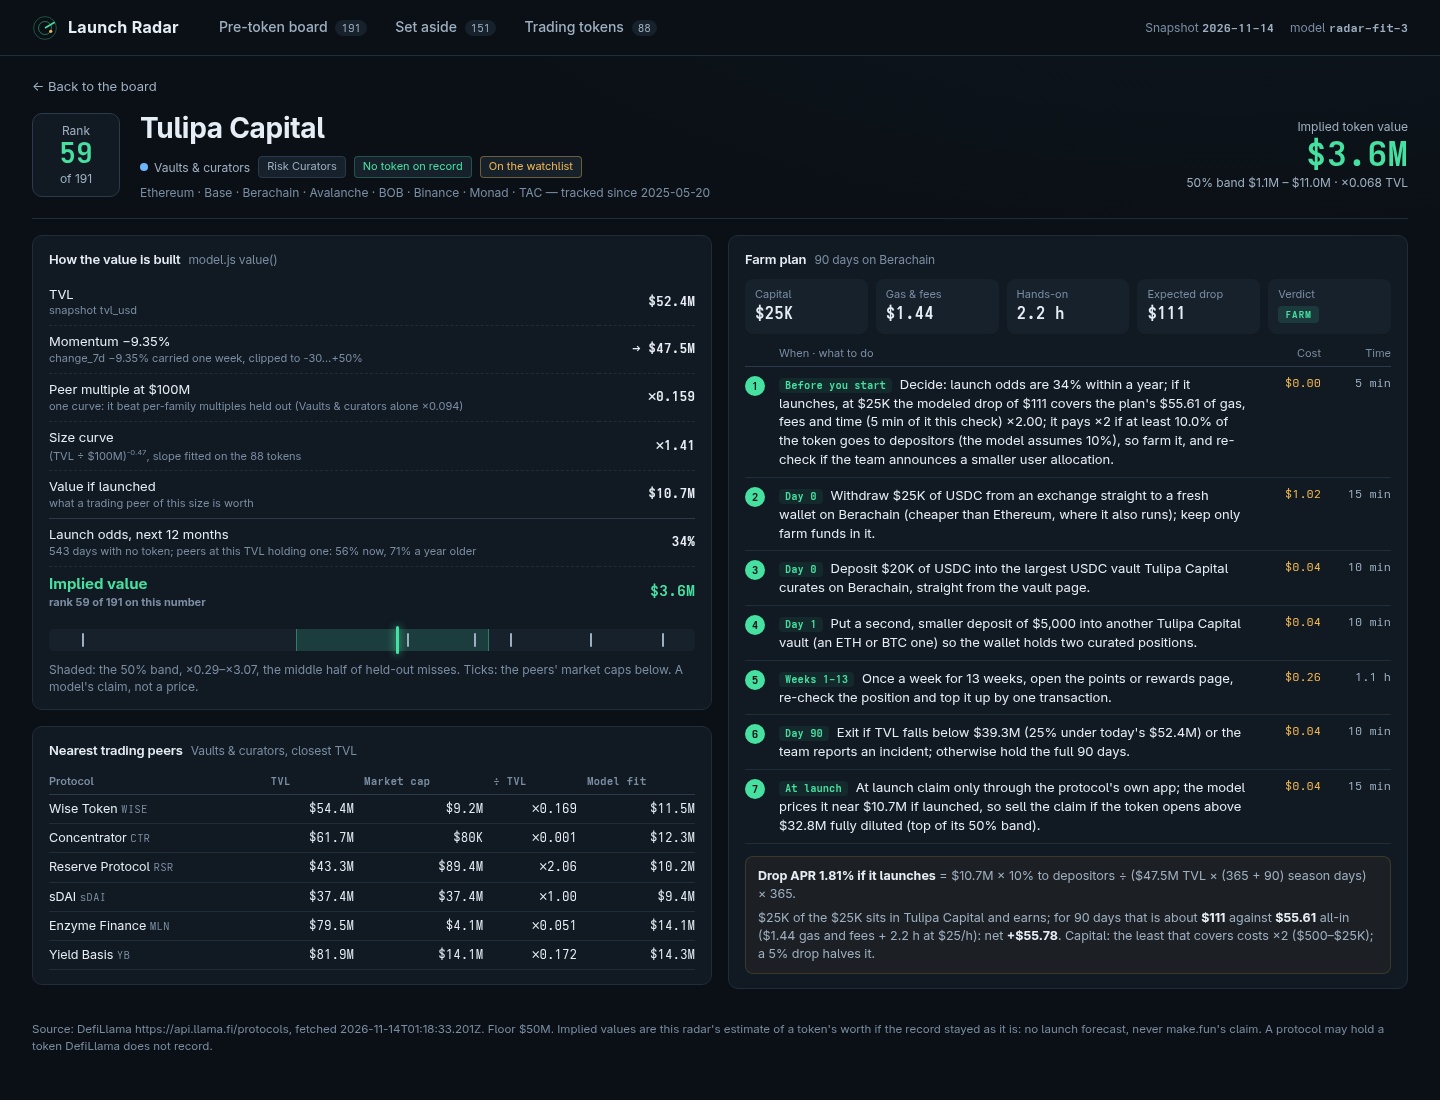 Launch Radar
Pre-token board 191
Set aside 151
Trading tokens 88
Snapshot 2026-11-14 model radar-fit-3
← Back to the board
Rank
59
of 191
Tulipa Capital
Vaults & curators Risk Curators No token on record On the watchlist
Ethereum · Base · Berachain · Avalanche · BOB · Binance · Monad · TAC — tracked since 2025-05-20
Implied token value
$3.6M
50% band $1.1M – $11.0M · ×0.068 TVL
How the value is built model.js value()
TVL
snapshot tvl_usd
$52.4M
Momentum −9.35%
change_7d −9.35% carried one week, clipped to -30…+50%
→ $47.5M
Peer multiple at $100M
one curve: it beat per-family multiples held out (Vaults & curators alone ×0.094)
×0.159
Size curve
(TVL ÷ $100M)^-0.47, slope fitted on the 88 tokens
×1.41
Value if launched
what a trading peer of this size is worth
$10.7M
Launch odds, next 12 months
543 days with no token; peers at this TVL holding one: 56% now, 71% a year older
34%
Implied value
rank 59 of 191 on this number
$3.6M
Shaded: the 50% band, ×0.29–×3.07, the middle half of held-out misses. Ticks: the peers' market caps below. A
model's claim, not a price.
Nearest trading peers Vaults & curators, closest TVL
Protocol TVL Market cap ÷ TVL Model fit
Wise Token WISE $54.4M $9.2M ×0.169 $11.5M
Concentrator CTR $61.7M $80K ×0.001 $12.3M
Reserve Protocol RSR $43.3M $89.4M ×2.06 $10.2M
sDAI sDAI $37.4M $37.4M ×1.00 $9.4M
Enzyme Finance MLN $79.5M $4.1M ×0.051 $14.1M
Yield Basis YB $81.9M $14.1M ×0.172 $14.3M
Farm plan 90 days on Berachain
Capital
$25K
Gas & fees
$1.44
Hands-on
2.2 h
Expected drop
$111
Verdict
FARM
When · what to do Cost Time
1 Before you start Decide: launch odds are 34% within a year; if it $0.00 5 min
launches, at $25K the modeled drop of $111 covers the plan's $55.61 of gas,
fees and time (5 min of it this check) ×2.00; it pays ×2 if at least 10.0% of
the token goes to depositors (the model assumes 10%), so farm it, and re-
check if the team announces a smaller user allocation.
2 Day 0 Withdraw $25K of USDC from an exchange straight to a fresh $1.02 15 min
wallet on Berachain (cheaper than Ethereum, where it also runs); keep only
farm funds in it.
3 Day 0 Deposit $20K of USDC into the largest USDC vault Tulipa Capital $0.04 10 min
curates on Berachain, straight from the vault page.
4 Day 1 Put a second, smaller deposit of $5,000 into another Tulipa Capital $0.04 10 min
vault (an ETH or BTC one) so the wallet holds two curated positions.
5 Weeks 1–13 Once a week for 13 weeks, open the points or rewards page, $0.26 1.1 h
re-check the position and top it up by one transaction.
6 Day 90 Exit if TVL falls below $39.3M (25% under today's $52.4M) or the $0.04 10 min
team reports an incident; otherwise hold the full 90 days.
7 At launch At launch claim only through the protocol's own app; the model $0.04 15 min
prices it near $10.7M if launched, so sell the claim if the token opens above
$32.8M fully diluted (top of its 50% band).
Drop APR 1.81% if it launches = $10.7M × 10% to depositors ÷ ($47.5M TVL × (365 + 90) season days)
× 365.
$25K of the $25K sits in Tulipa Capital and earns; for 90 days that is about $111 against $55.61 all-in
($1.44 gas and fees + 2.2 h at $25/h): net +$55.78. Capital: the least that covers costs ×2 ($500–$25K);
a 5% drop halves it.
Source: DefiLlama https://api.llama.fi/protocols, fetched 2026-11-14T01:18:33.201Z. Floor $50M. Implied values are this radar's estimate of a token's worth if the record stayed as it is: no launch forecast, never make.fun's claim. A protocol may hold a
token DefiLlama does not record.